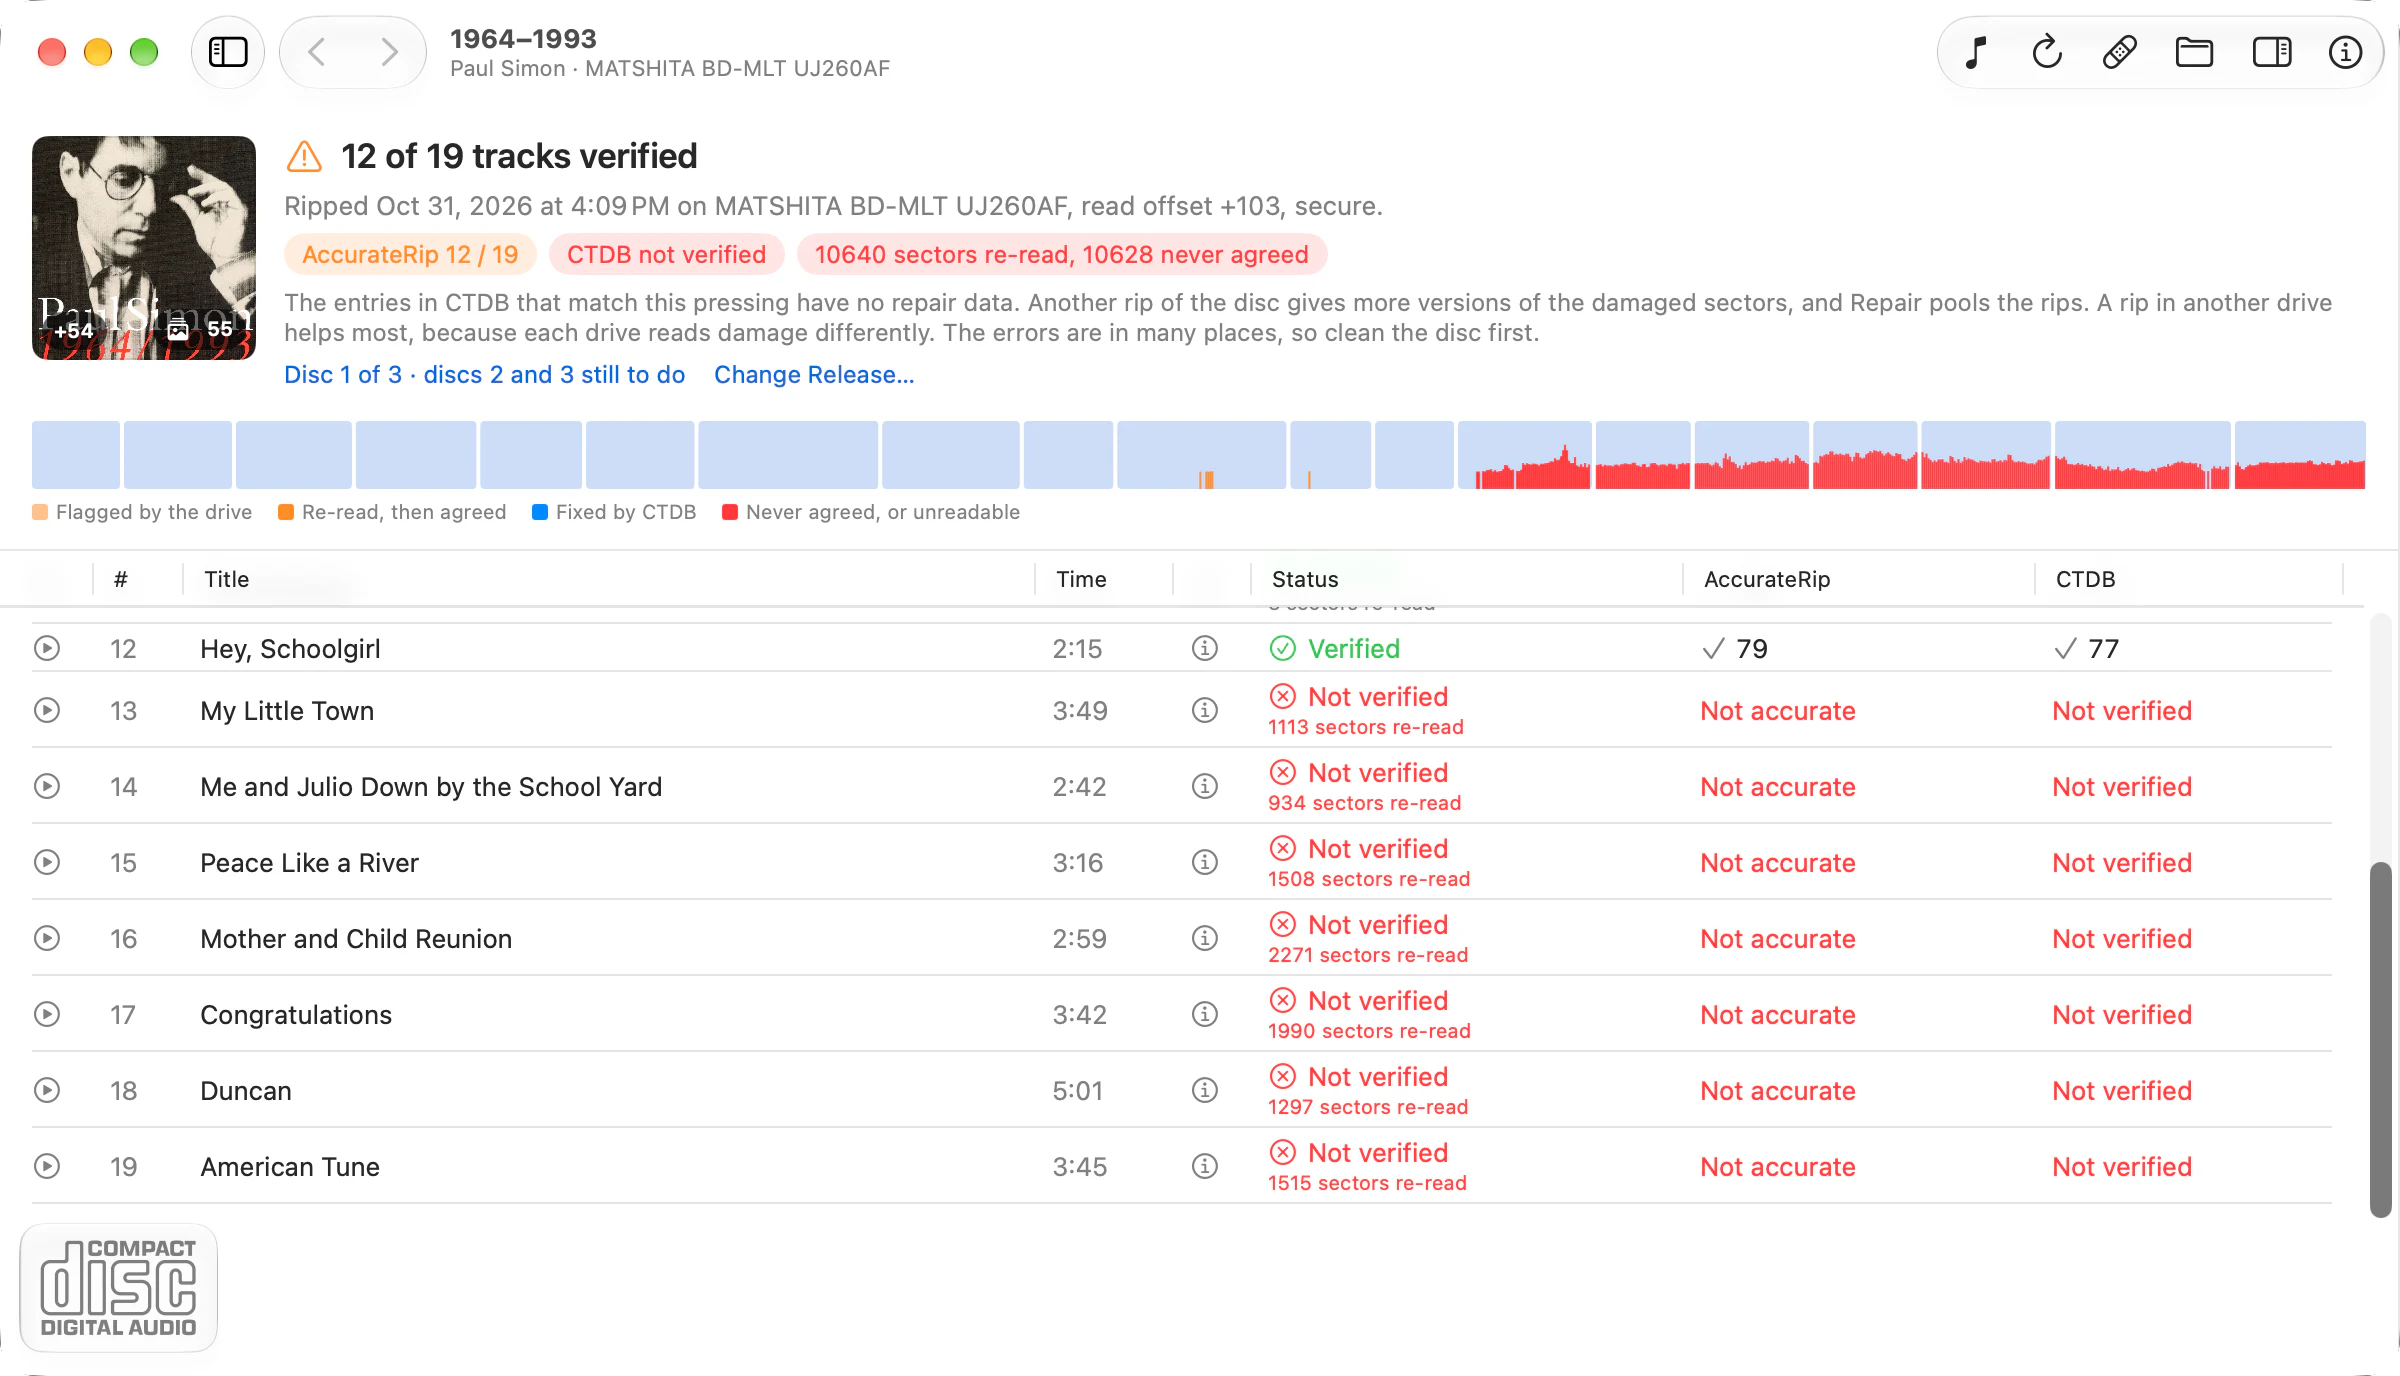 1964–1993
Paul Simon · MATSHITA BD-MLT UJ260AF
12 of 19 tracks verified
Ripped Oct 31, 2026 at 4:09 PM on MATSHITA BD-MLT UJ260AF, read offset +103, secure.
AccurateRip 12 / 19
CTDB not verified
10640 sectors re-read, 10628 never agreed
The entries in CTDB that match this pressing have no repair data. Another rip of the disc gives more versions of the damaged sectors, and Repair pools the rips. A rip in another drive
helps most, because each drive reads damage differently. The errors are in many places, so clean the disc first.
Disc 1 of 3 · discs 2 and 3 still to do Change Release...
Paul Simon
+54 55
1964/1993
Flagged by the drive Re-read, then agreed Fixed by CTDB Never agreed, or unreadable
# Title Time Status AccurateRip CTDB
sectors re-read
12 Hey, Schoolgirl 2:15 Verified 79 77
13 My Little Town 3:49 Not verified Not accurate Not verified
1113 sectors re-read
14 Me and Julio Down by the School Yard 2:42 Not verified Not accurate Not verified
934 sectors re-read
15 Peace Like a River 3:16 Not verified Not accurate Not verified
1508 sectors re-read
16 Mother and Child Reunion 2:59 Not verified Not accurate Not verified
2271 sectors re-read
17 Congratulations 3:42 Not verified Not accurate Not verified
1990 sectors re-read
18 Duncan 5:01 Not verified Not accurate Not verified
1297 sectors re-read
19 American Tune 3:45 Not verified Not accurate Not verified
1515 sectors re-read
COMPACT
disc
DIGITAL AUDIO